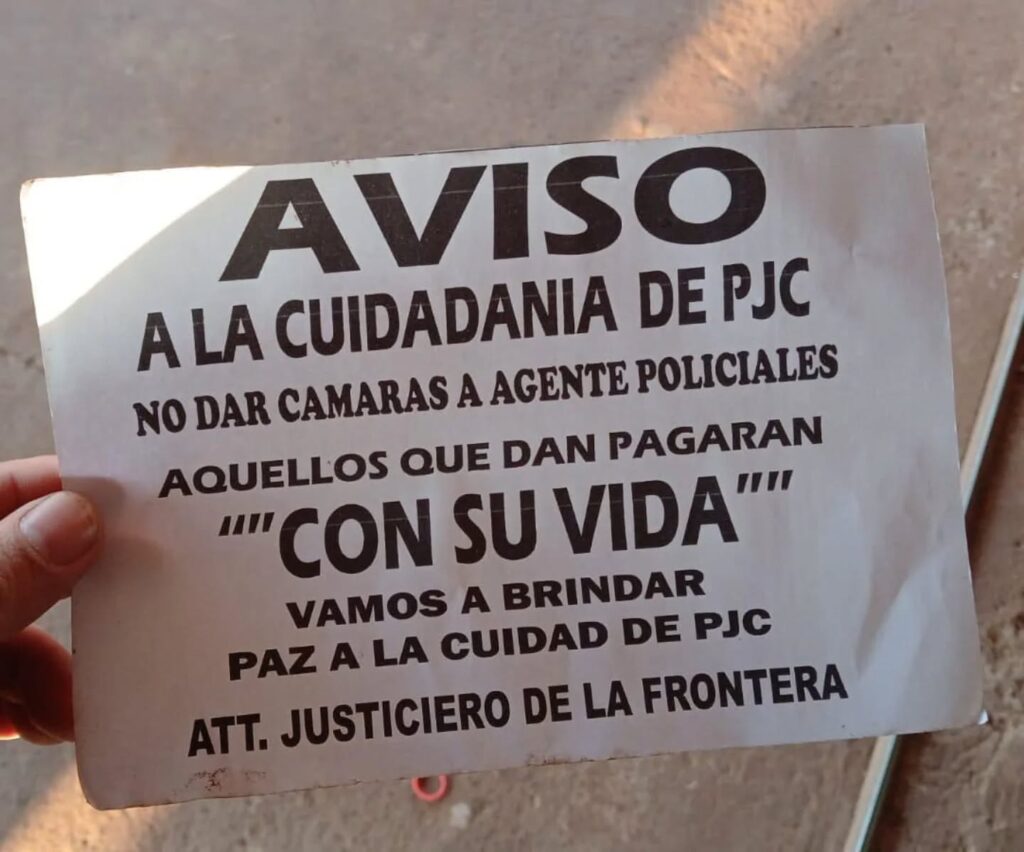 AVISO
A LA CUIDADANIA DE PJC
NO DAR CAMARAS A AGENTE POLICIALES
AQUELLOS QUE DAN PAGARAN
""CON SU VIDA""
VAMOS A BRINDAR
PAZ A LA CUIDAD DE PJC
ATT. JUSTICIERO DE LA FRONTERA